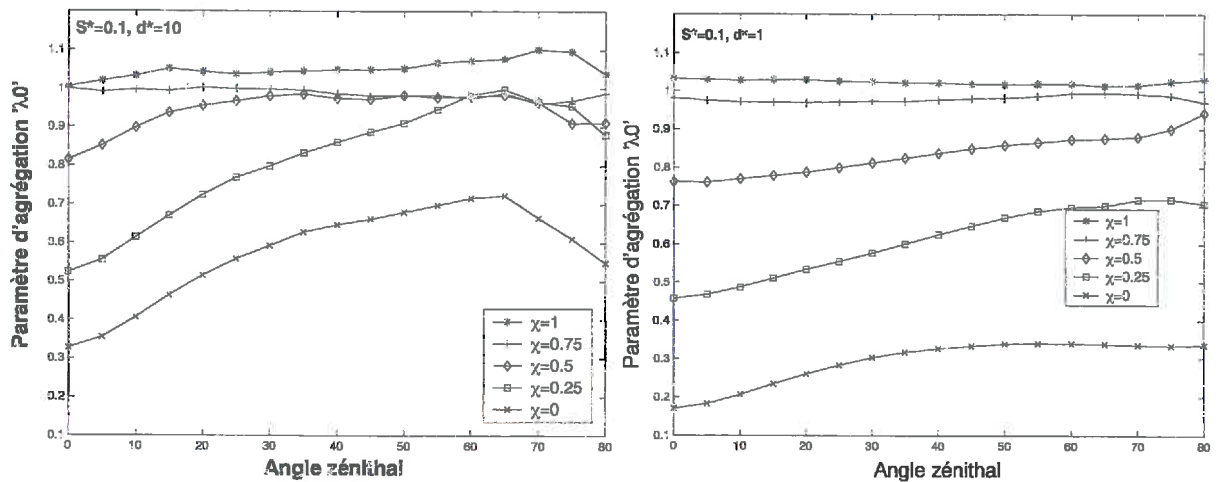 S*=0.1, d*=10
1.1
1
0.9
0.8
0.7
0.6
0.5
0.4
0.3
0.2
0.1
Paramètre d'agrégation 'λ0'
0 10 20 30 40 50 60 70 80
Angle zénithal
χ=1
χ=0.75
χ=0.5
χ=0.25
χ=0
S*=0.1, d*=1
1.1
1
0.9
0.8
0.7
0.6
0.5
0.4
0.3
0.2
0.1
Paramètre d'agrégation 'λ0'
0 10 20 30 40 50 60 70 80
Angle zénithal
χ=1
χ=0.75
χ=0.5
χ=0.25
χ=0